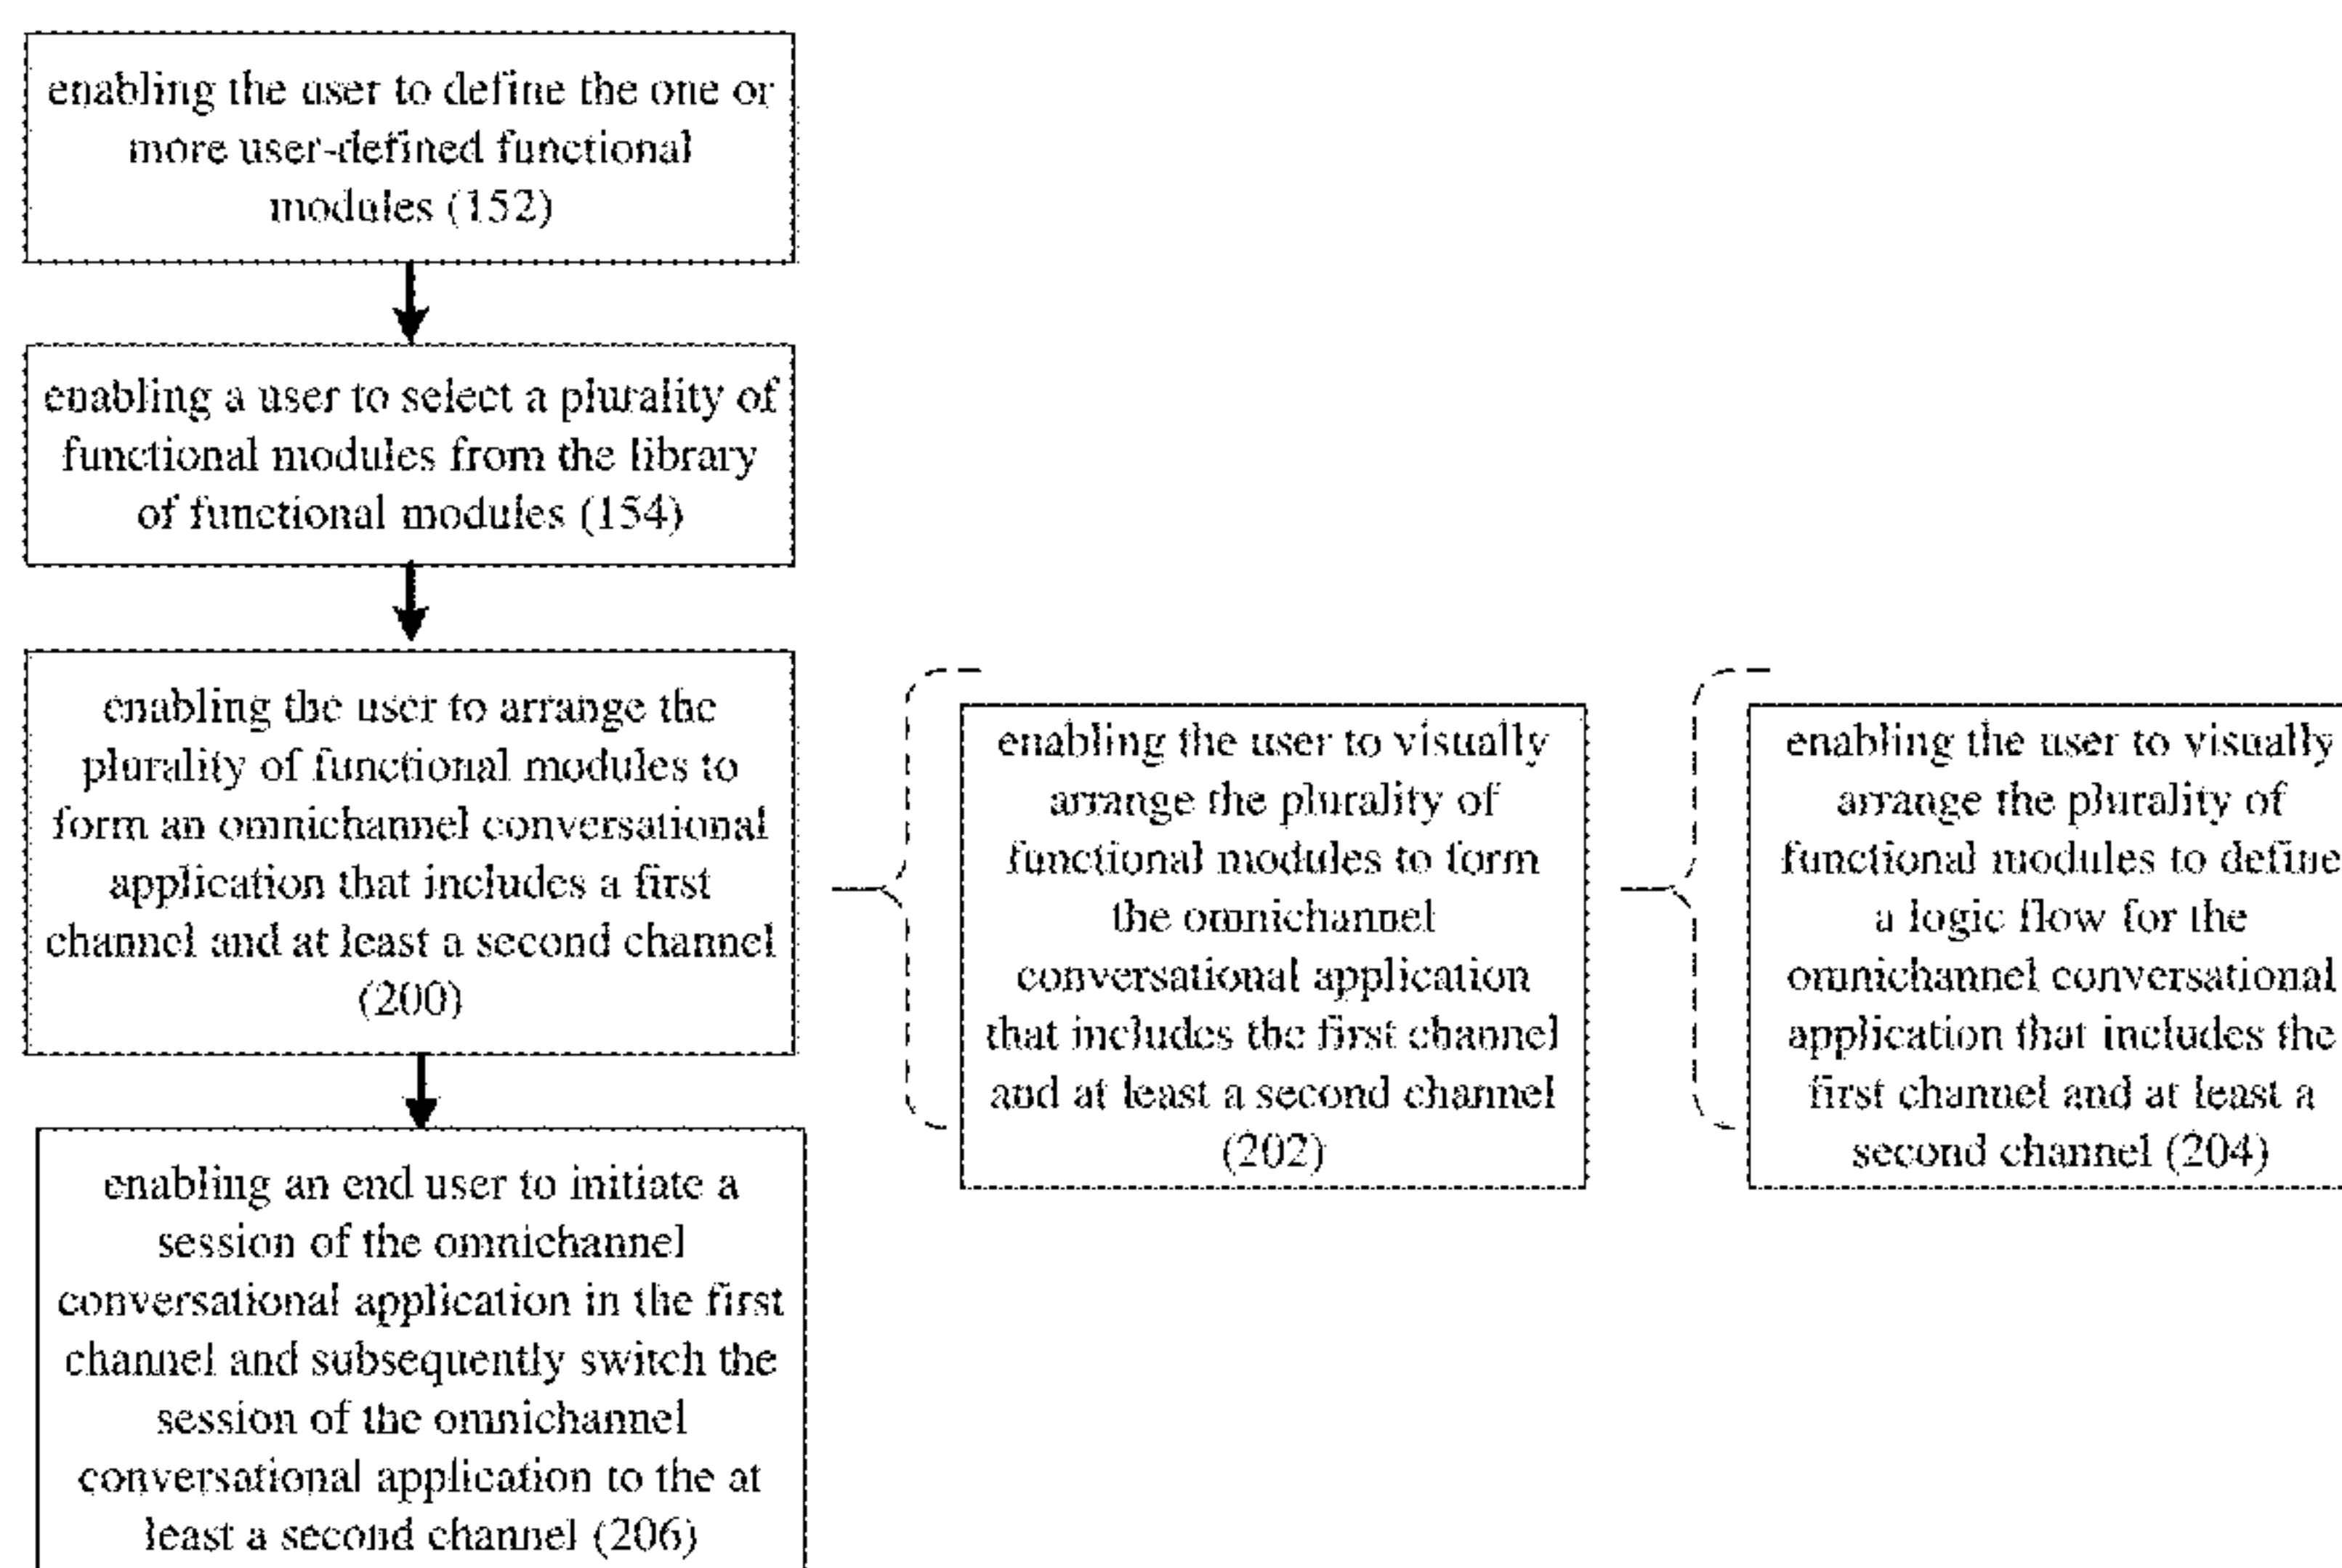 enabling the user to define the one or
more user-defined functional
modules (152)
enabling a user to select a plurality of
functional modules from the library
of functional modules (154)
enabling the user to arrange the
plurality of functional modules to
form an omnichannel conversational
application that includes a first
channel and at least a second channel
(200)
enabling the user to visually
arrange the plurality of
functional modules to form
the omnichannel
conversational application
that includes the first channel
and at least a second channel
(202)
enabling the user to visually
arrange the plurality of
functional modules to define
a logic flow for the
omnichannel conversational
application that includes the
first channel and at least a
second channel (204)
enabling an end user to initiate a
session of the omnichannel
conversational application in the first
channel and subsequently switch the
session of the omnichannel
conversational application to the at
least a second channel (206)